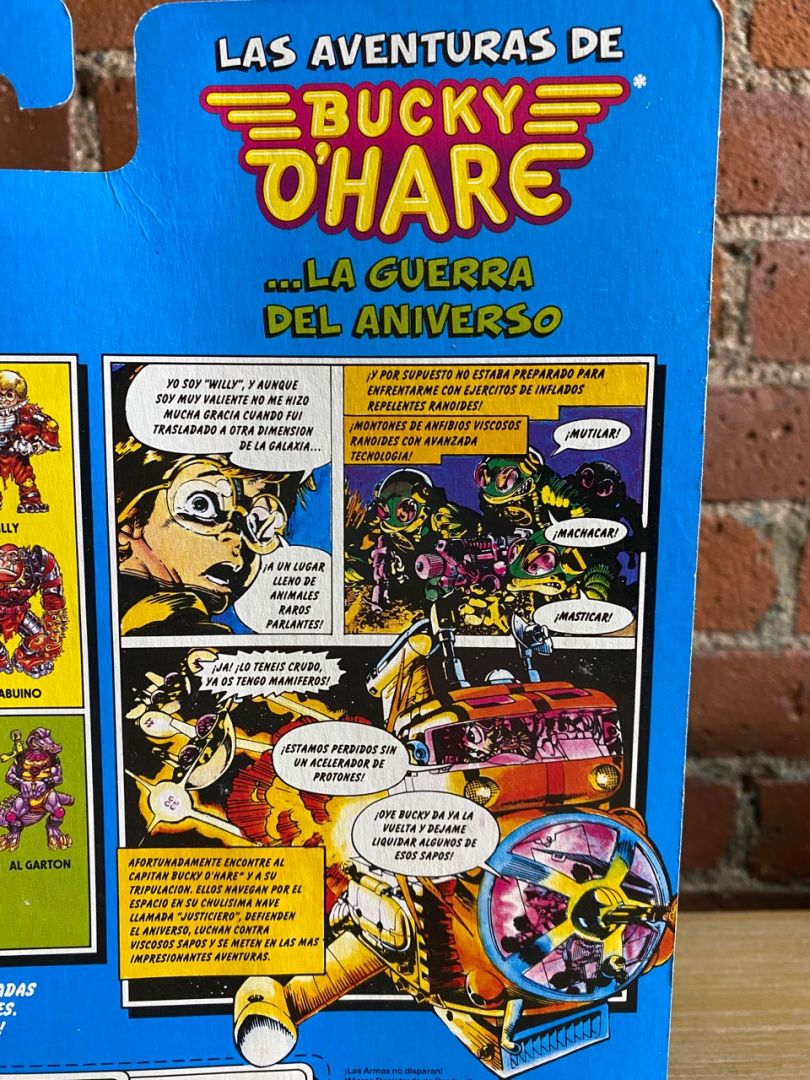 LAS AVENTURAS DE
BUCKY
O'HARE*
...LA GUERRA
DEL ANIVERSO
YO SOY "WILLY", Y AUNQUE
SOY MUY VALIENTE NO ME HIZO
MUCHA GRACIA CUANDO FUI
TRASLADADO A OTRA DIMENSION
DE LA GALAXIA...
¡A UN LUGAR
LLENO DE
ANIMALES
RAROS
PARLANTES!
¡Y POR SUPUESTO NO ESTABA PREPARADO PARA
ENFRENTARME CON EJERCITOS DE INFLADOS
REPELENTES RANOIDES!
¡MONTONES DE ANFIBIOS VISCOSOS
RANOIDES CON AVANZADA
TECNOLOGIA!
¡MUTILAR!
¡MACHACAR!
¡MASTICAR!
¡JA! ¡LO TENEIS CRUDO,
YA OS TENGO MAMIFEROS!
¡ESTAMOS PERDIDOS SIN
UN ACELERADOR DE
PROTONES!
¡OYE BUCKY DA YA LA
VUELTA Y DEJAME
LIQUIDAR ALGUNOS DE
ESOS SAPOS!
AFORTUNADAMENTE ENCONTRE AL
CAPITAN BUCKY O'HARE* Y A SU
TRIPULACION. ELLOS NAVEGAN POR EL
ESPACIO EN SU CHULISIMA NAVE
LLAMADA "JUSTICIERO", DEFIENDEN
EL ANIVERSO, LUCHAN CONTRA
VISCOSOS SAPOS Y SE METEN EN LAS MAS
IMPRESIONANTES AVENTURAS.
LLY
ABUINO
AL GARTON
ADAS
ES.
!
¡Las Armas no disparan!